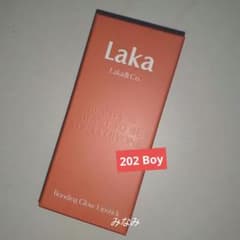 Laka
Laka&Co.
202 Boy
Bonding Glow Lipstick
みなみ